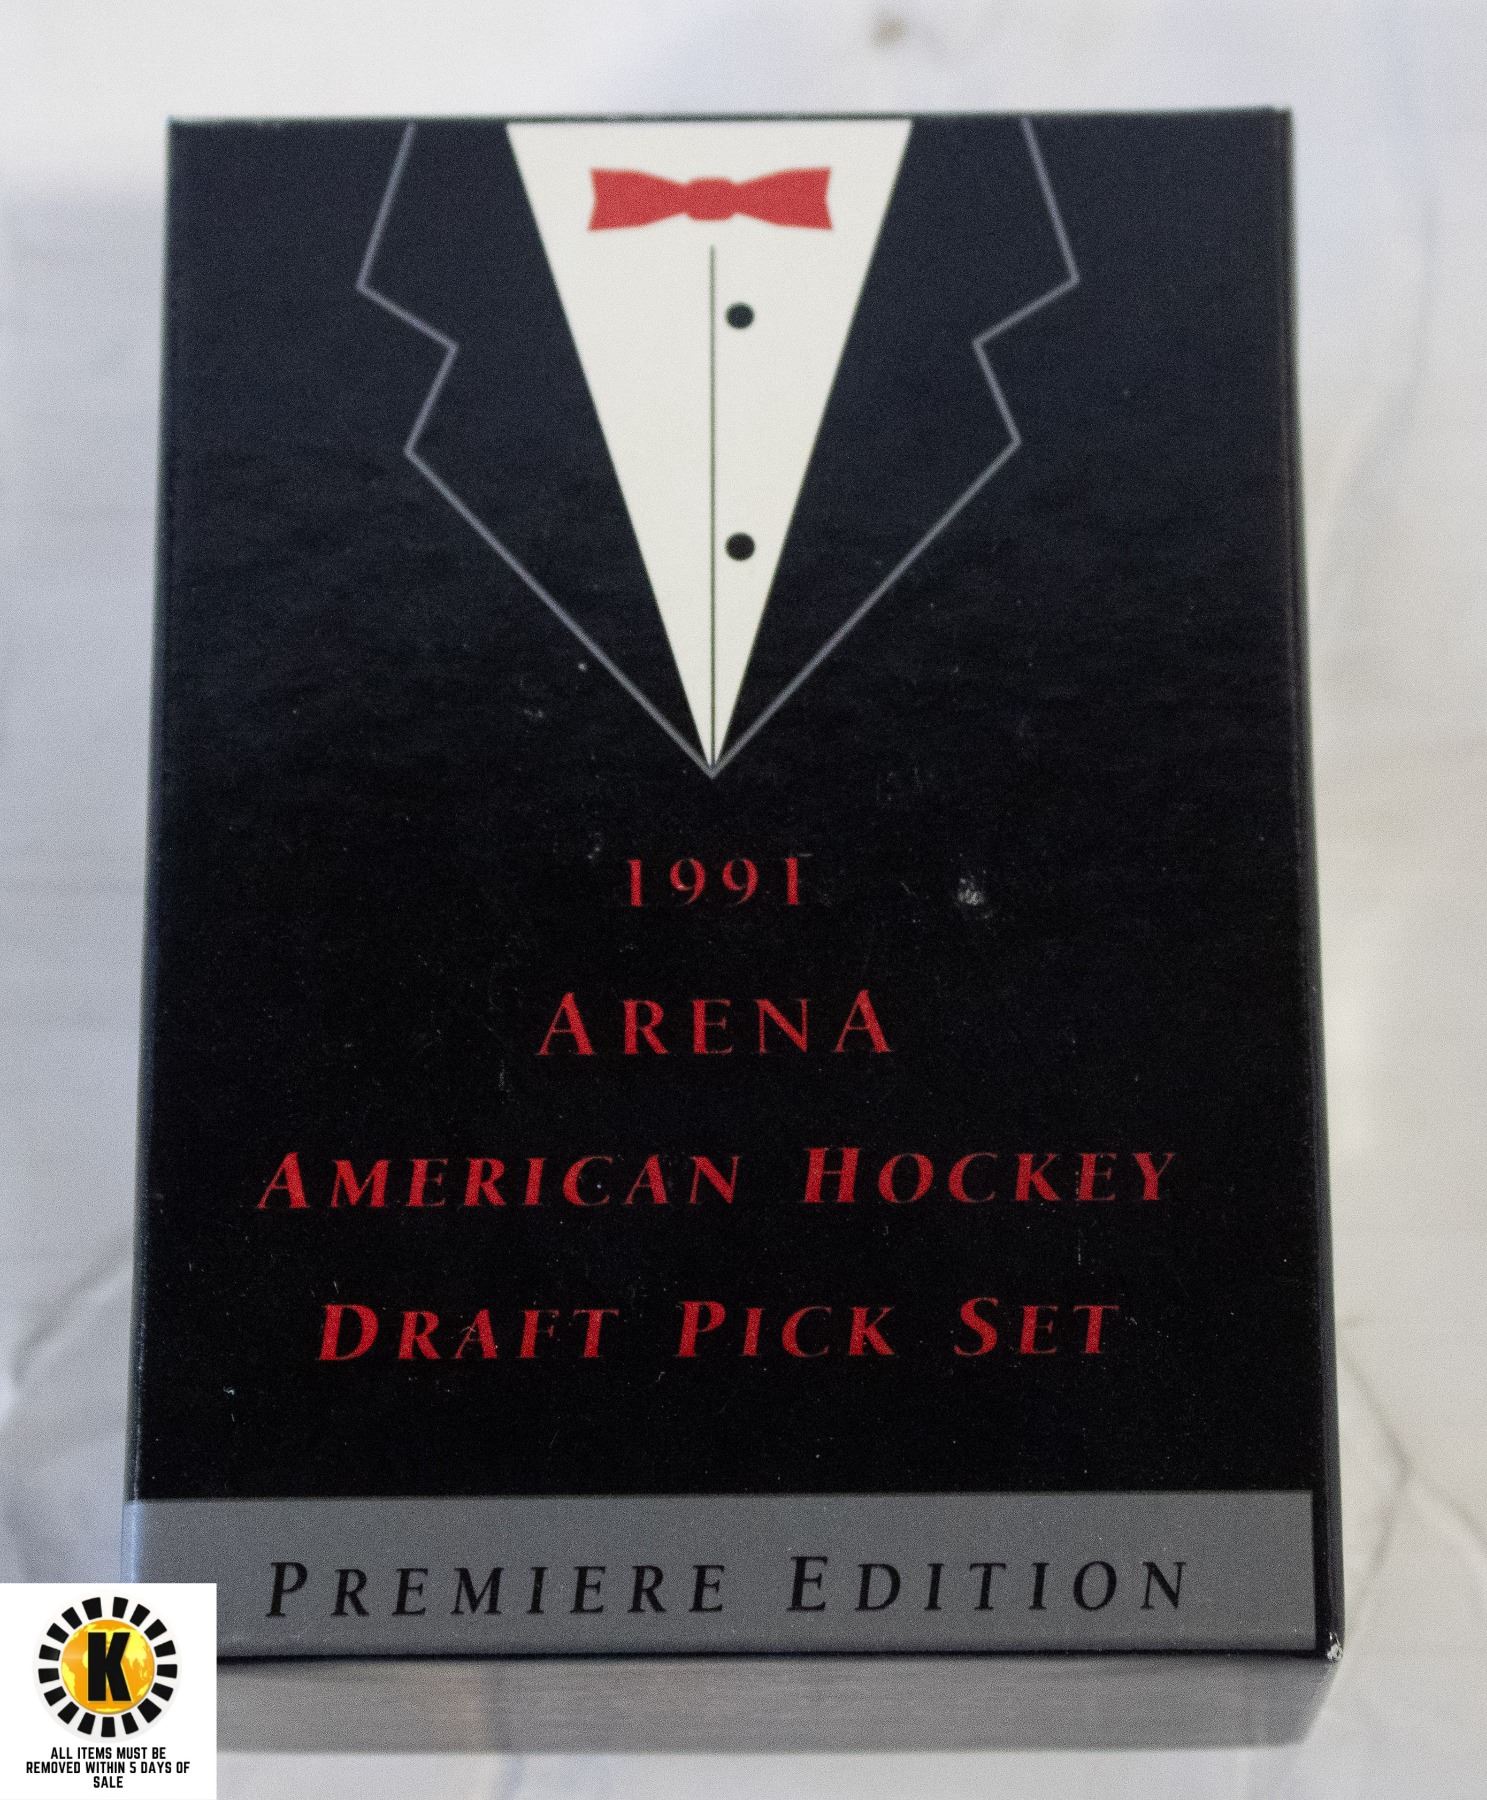 1991
ARENA
AMERICAN HOCKEY
DRAFT PICK SET
PREMIERE EDITION
K
ALL ITEMS MUST BE
REMOVED WITHIN 5 DAYS OF
SALE